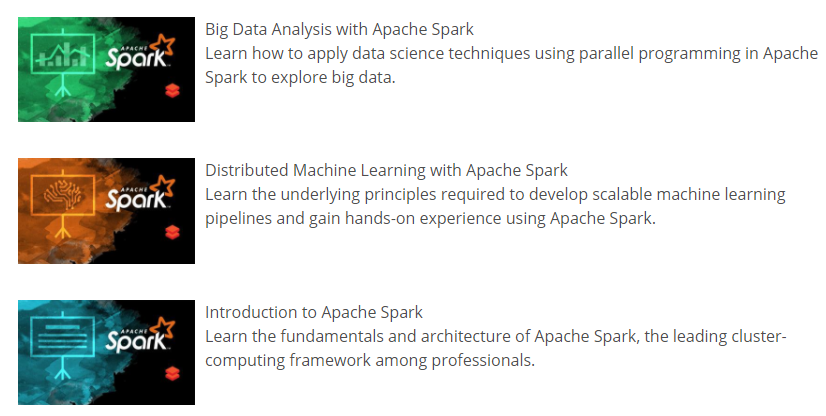 APACHE
Spark™
Big Data Analysis with Apache Spark
Learn how to apply data science techniques using parallel programming in Apache
Spark to explore big data.
APACHE
Spark™
Distributed Machine Learning with Apache Spark
Learn the underlying principles required to develop scalable machine learning
pipelines and gain hands-on experience using Apache Spark.
APACHE
Spark™
Introduction to Apache Spark
Learn the fundamentals and architecture of Apache Spark, the leading cluster-
computing framework among professionals.